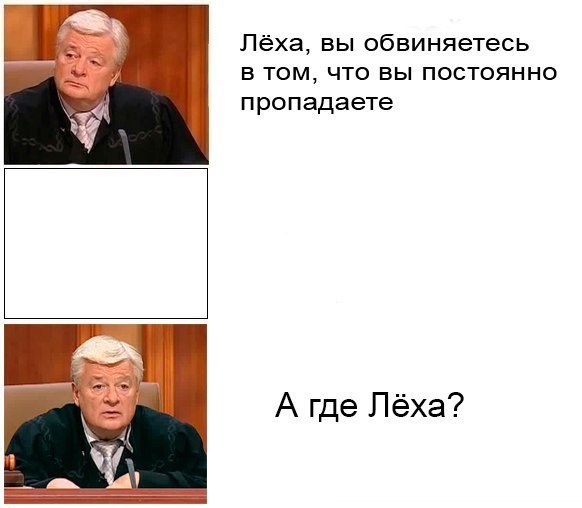 Лёха, вы обвиняетесь
в том, что вы постоянно
пропадаете
А где Лёха?